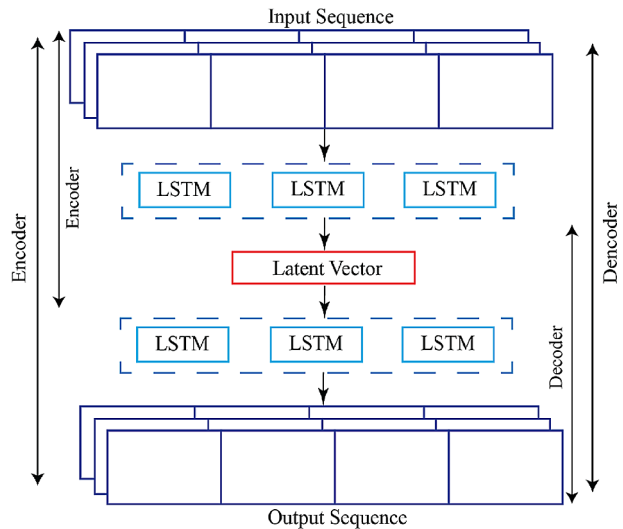 Input Sequence
LSTM LSTM LSTM
Encoder
Encoder
Latent Vector
Dencoder
LSTM LSTM LSTM
Decoder
Output Sequence